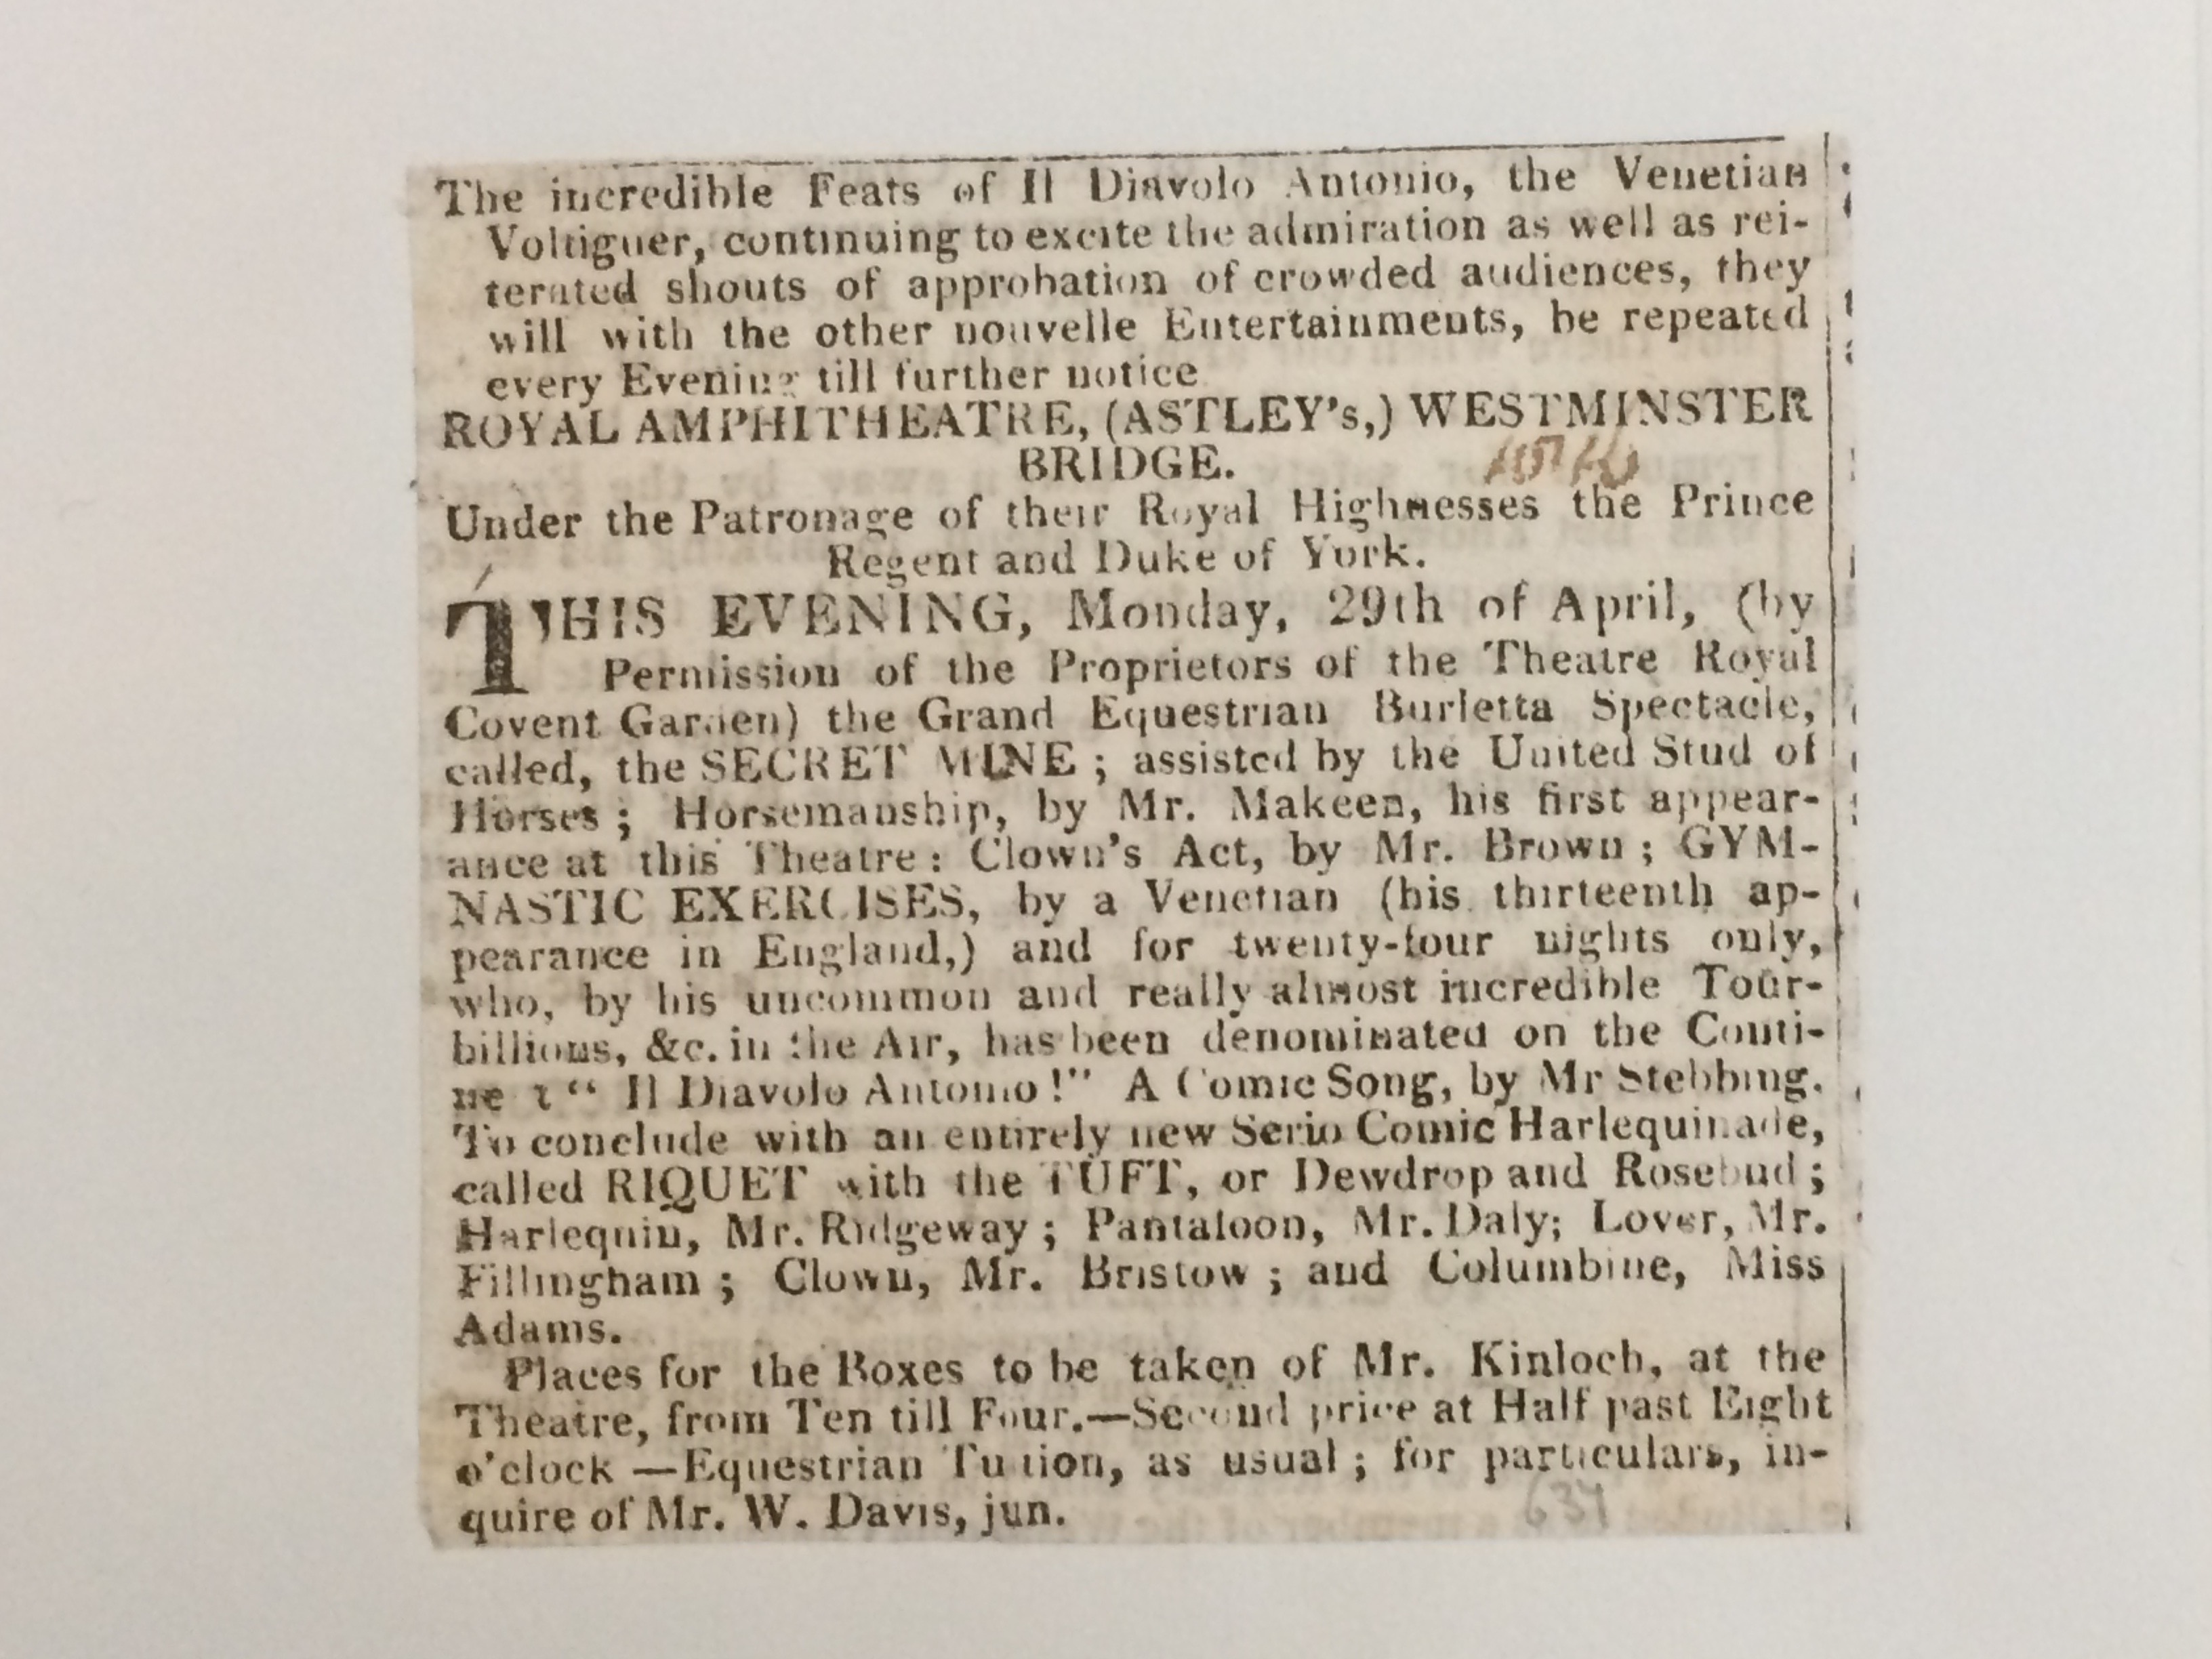 The incredible Feats of Il Diavolo Antonio, the Venetian
Voltiguer, continuing to excite the admiration as well as rei-
terated shouts of approbation of crowded audiences, they
will with the other nouvelle Entertainments, be repeated
every Evening till further notice
ROYAL AMPHITHEATRE, (ASTLEY's,) WESTMINSTER
BRIDGE.
Under the Patronage of their Royal Highnesses the Prince
Regent and Duke of York.
THIS EVENING, Monday, 29th of April, (by
Permission of the Proprietors of the Theatre Royal
Covent Garden) the Grand Equestrian Burletta Spectacle,
called, the SECRET MINE; assisted by the United Stud of
Horses; Horsemanship, by Mr. Makeen, his first appear-
ance at this Theatre: Clown's Act, by Mr. Brown; GYM-
NASTIC EXERCISES, by a Venetian (his thirteenth ap-
pearance in England,) and for twenty-four nights only,
who, by his uncommon and really almost incredible Tour-
billions, &c. in the Air, has been denominated on the Conti-
ne t "Il Diavolo Antonio!" A Comic Song, by Mr Stebbing.
To conclude with an entirely new Serio Comic Harlequinade,
called RIQUET with the TUFT, or Dewdrop and Rosebud;
Harlequin, Mr. Ridgeway; Pantaloon, Mr. Daly; Lover, Mr.
Fillingham; Clown, Mr. Bristow; and Columbine, Miss
Adams.
Places for the Boxes to be taken of Mr. Kinloch, at the
Theatre, from Ten till Four.—Second price at Half past Eight
o'clock —Equestrian Tuition, as usual; for particulars, in-
quire of Mr. W. Davis, jun.
634